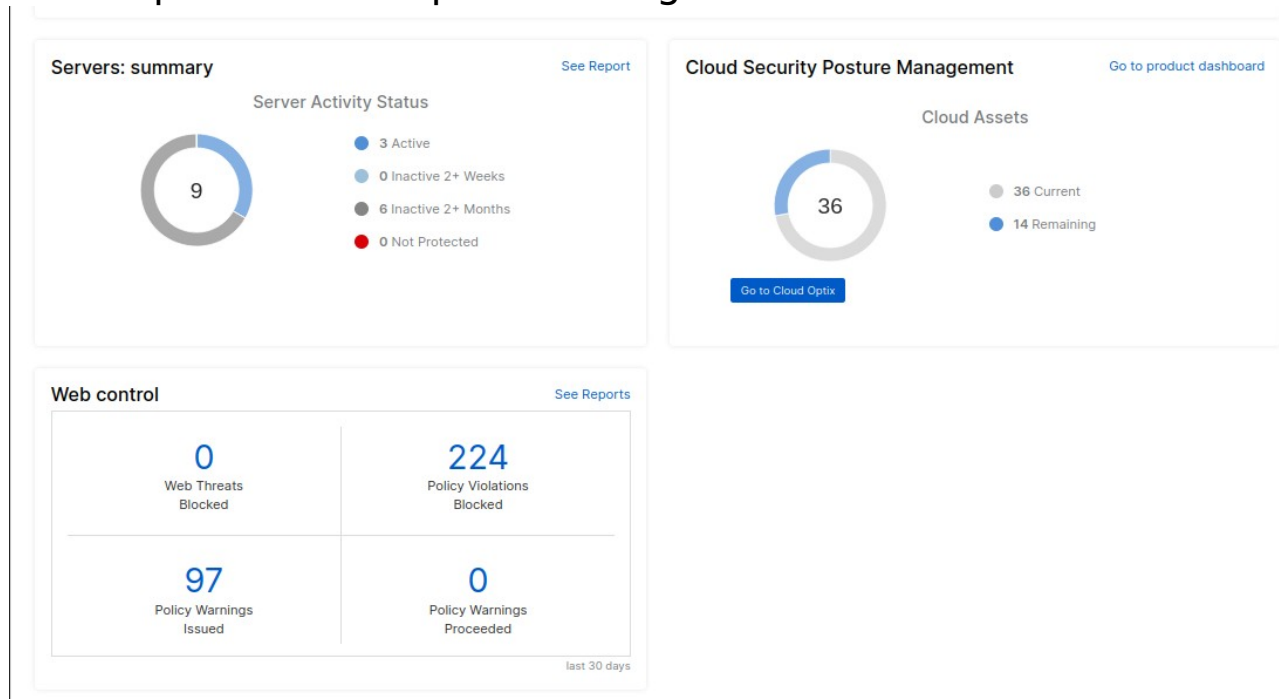 Servers: summary
See Report
Server Activity Status
9
3 Active
0 Inactive 2+ Weeks
6 Inactive 2+ Months
0 Not Protected
Cloud Security Posture Management
Go to product dashboard
Cloud Assets
36
36 Current
14 Remaining
Go to Cloud Optix
Web control
See Reports
0
Web Threats
Blocked
224
Policy Violations
Blocked
97
Policy Warnings
Issued
0
Policy Warnings
Proceeded
last 30 days